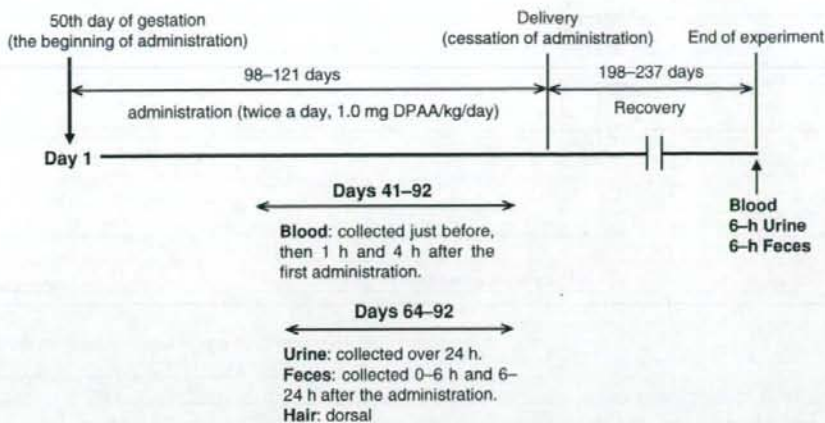 50th day of gestation
(the beginning of administration)
Delivery
(cessation of administration)
End of experiment
98–121 days
198–237 days
administration (twice a day, 1.0 mg DPAA/kg/day)
Recovery
Day 1
Days 41–92
Blood: collected just before,
then 1 h and 4 h after the
first administration.
Blood
6-h Urine
6-h Feces
Days 64–92
Urine: collected over 24 h.
Feces: collected 0–6 h and 6–
24 h after the administration.
Hair: dorsal